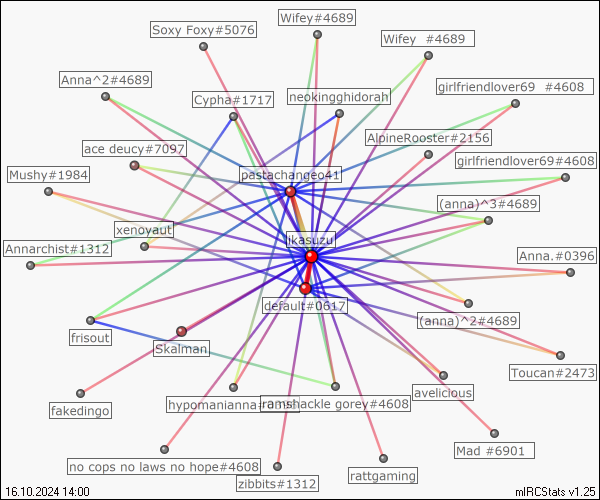 Wifey#4689
Soxy Foxy#5076
Wifey  #4689
Anna^2#4689
girlfriendlover69  #4608
Cypha#1717
neokingghidorah
AlpineRooster#2156
ace deucy#7097
girlfriendlover69#4608
Mushy#1984
pastachangeo41
(anna)^3#4689
xenoyaut
jkasuzu
Annarchist#1312
Anna.#0396
default#0617
(anna)^2#4689
frisout
Skalman
Toucan#2473
avelicious
fakedingo
hypomanianna
ramshackle gorey#4608
Mad #6901
no cops no laws no hope#4608
zibbits#1312
rattgaming
16.10.2024 14:00
mIRCStats v1.25